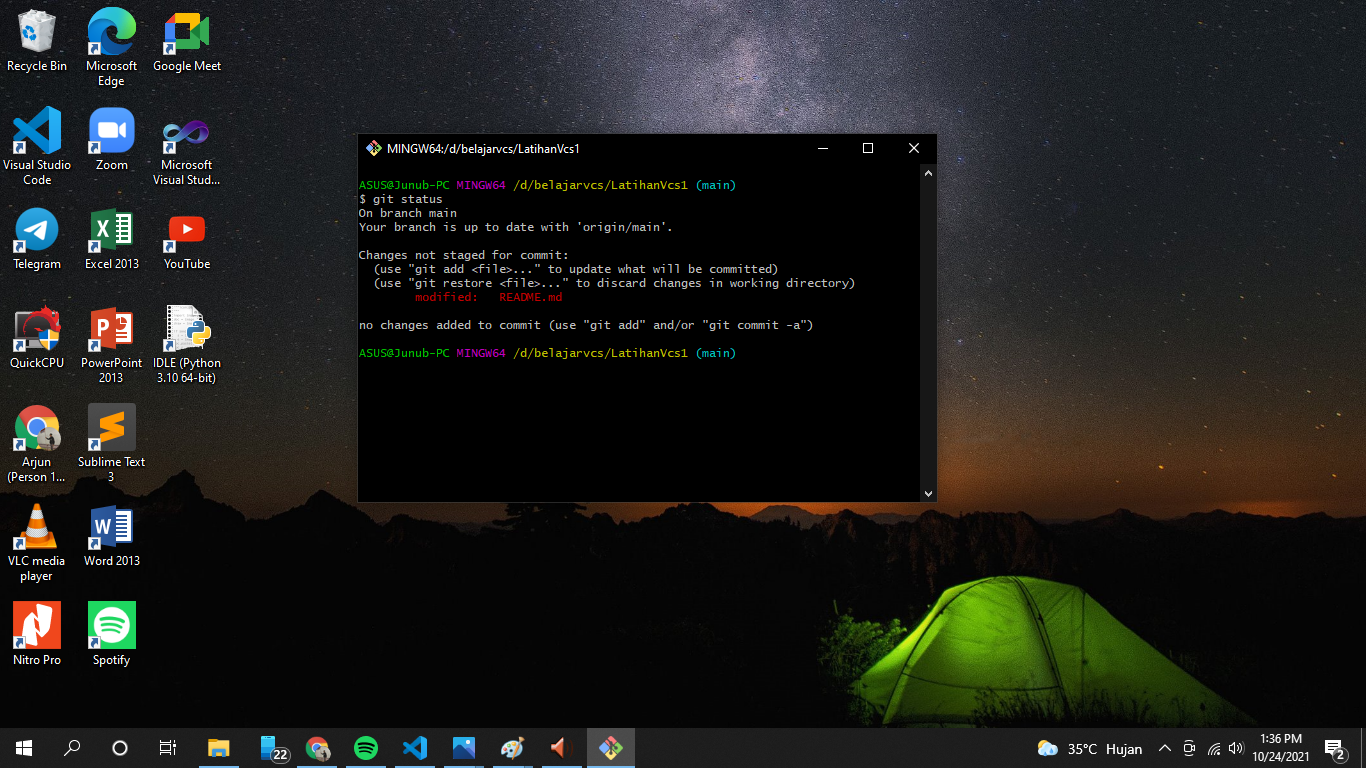 Recycle Bin
Microsoft
Edge
Google Meet
Visual Studio
Code
Zoom
Microsoft
Visual Stud...
Telegram
Excel 2013
YouTube
QuickCPU
PowerPoint
2013
IDLE (Python
3.10 64-bit)
Arjun
(Person 1...
Sublime Text
3
VLC media
player
Word 2013
Nitro Pro
Spotify
MINGW64:/d/belajarvcs/LatihanVcs1
ASUS@Junub-PC MINGW64 /d/belajarvcs/LatihanVcs1 (main)
$ git status
On branch main
Your branch is up to date with 'origin/main'.
Changes not staged for commit:
(use "git add <file>..." to update what will be committed)
(use "git restore <file>..." to discard changes in working directory)
modified: README.md
no changes added to commit (use "git add" and/or "git commit -a")
ASUS@Junub-PC MINGW64 /d/belajarvcs/LatihanVcs1 (main)
22
35°C Hujan
1:36 PM
10/24/2021
2